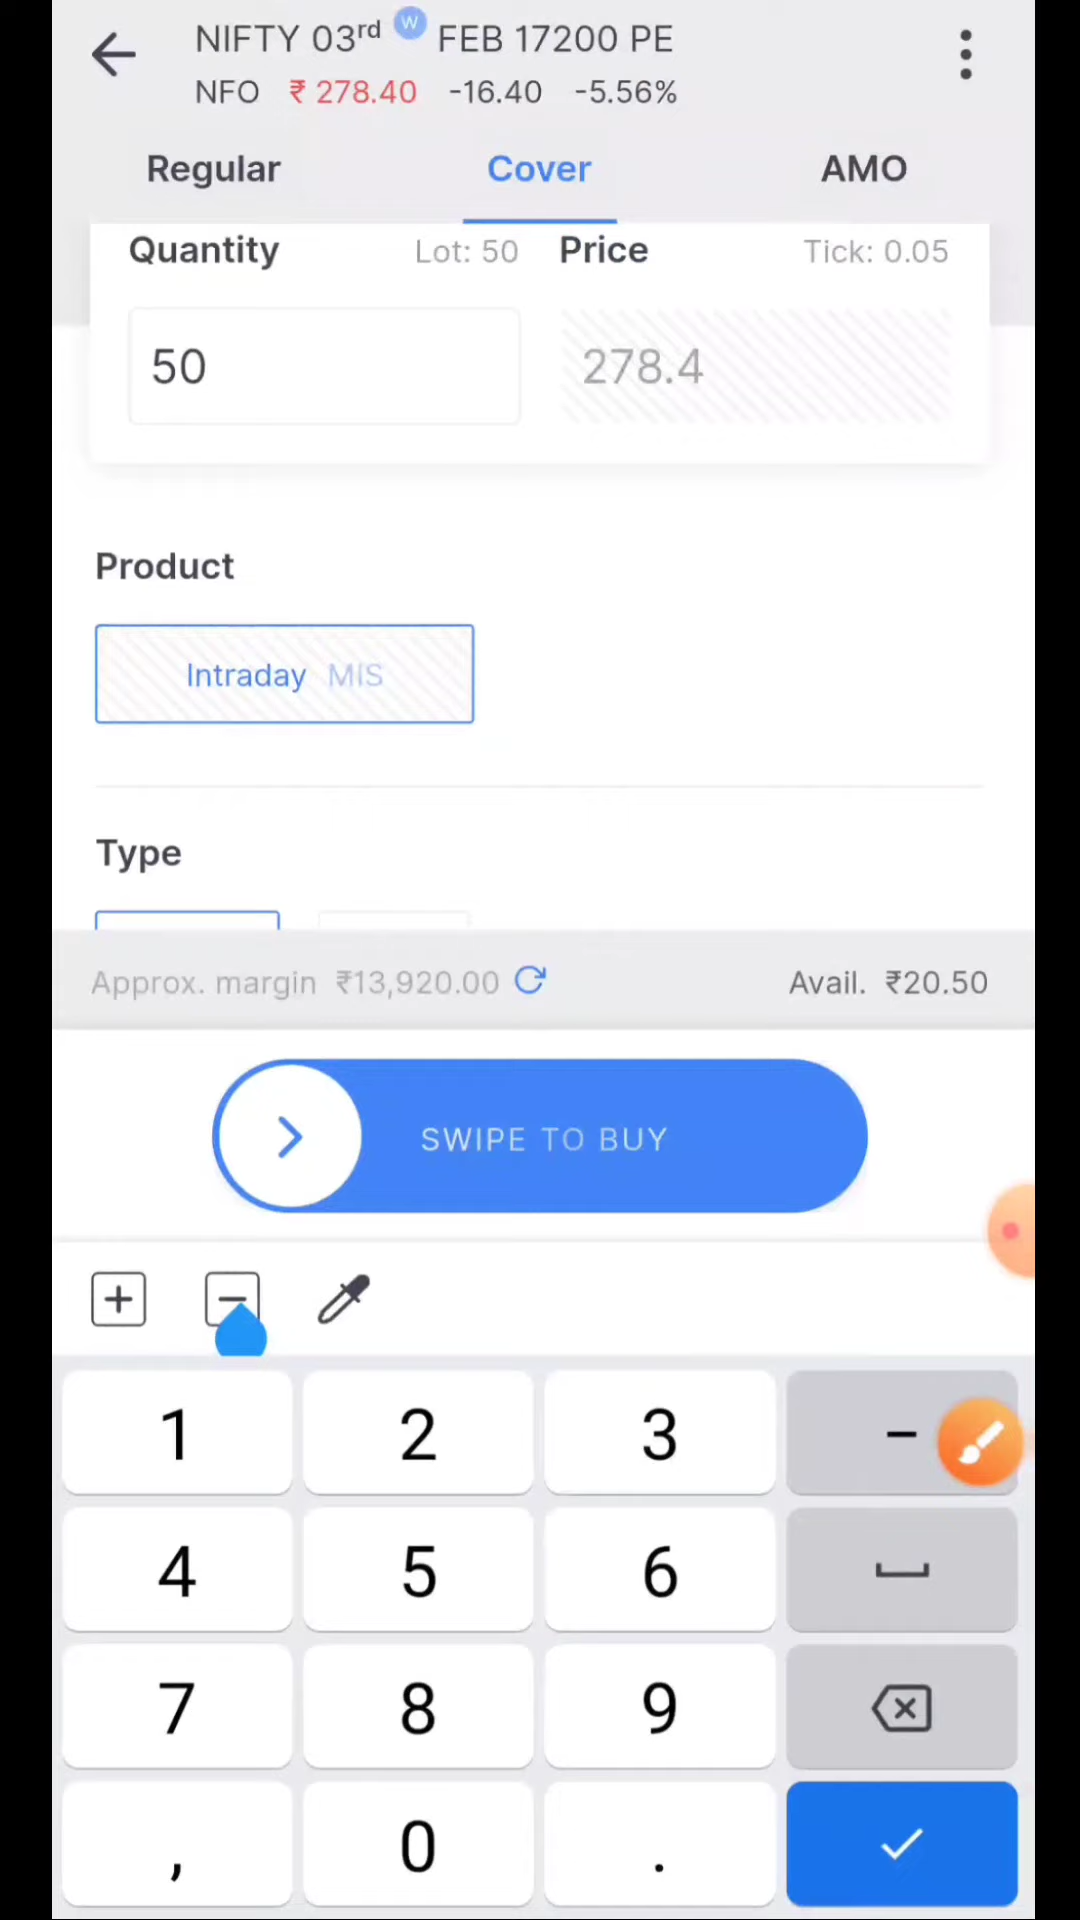 NIFTY 03rd W FEB 17200 PE
NFO ₹ 278.40 -16.40 -5.56%
Regular Cover AMO
Quantity Lot: 50 Price Tick: 0.05
50 278.4
Product
Intraday MIS
Type
Approx. margin ₹13,920.00 Avail. ₹20.50
SWIPE TO BUY
1 2 3 –
4 5 6
7 8 9
, 0 .